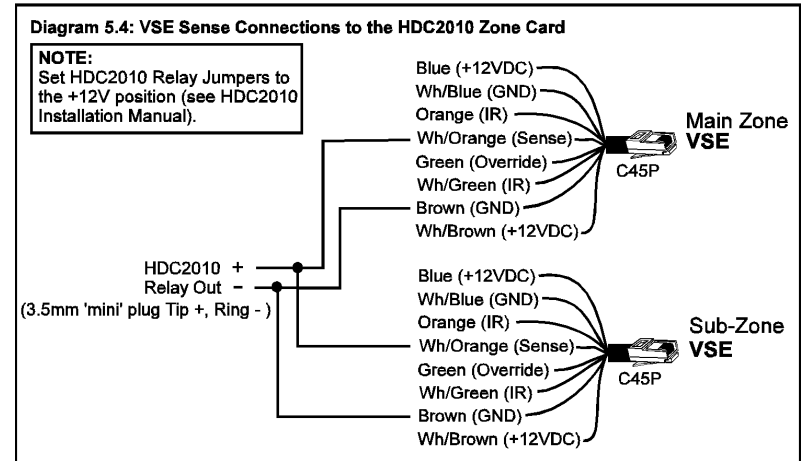 Diagram 5.4: VSE Sense Connections to the HDC2010 Zone Card
NOTE:
Set HDC2010 Relay Jumpers to
the +12V position (see HDC2010
Installation Manual).
Blue (+12VDC)
Wh/Blue (GND)
Orange (IR)
Wh/Orange (Sense)
Green (Override)
Wh/Green (IR)
Brown (GND)
Wh/Brown (+12VDC)
C45P
Main Zone
VSE
HDC2010 +
Relay Out -
(3.5mm 'mini' plug Tip +, Ring - )
Blue (+12VDC)
Wh/Blue (GND)
Orange (IR)
Wh/Orange (Sense)
Green (Override)
Wh/Green (IR)
Brown (GND)
Wh/Brown (+12VDC)
C45P
Sub-Zone
VSE